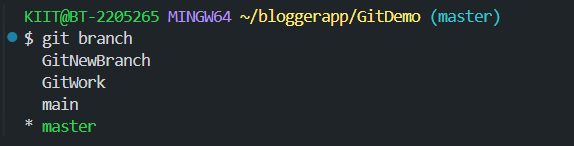 KIIT@BT-2205265 MINGW64 ~/bloggerapp/GitDemo (master)
$ git branch
  GitNewBranch
  GitWork
  main
* master